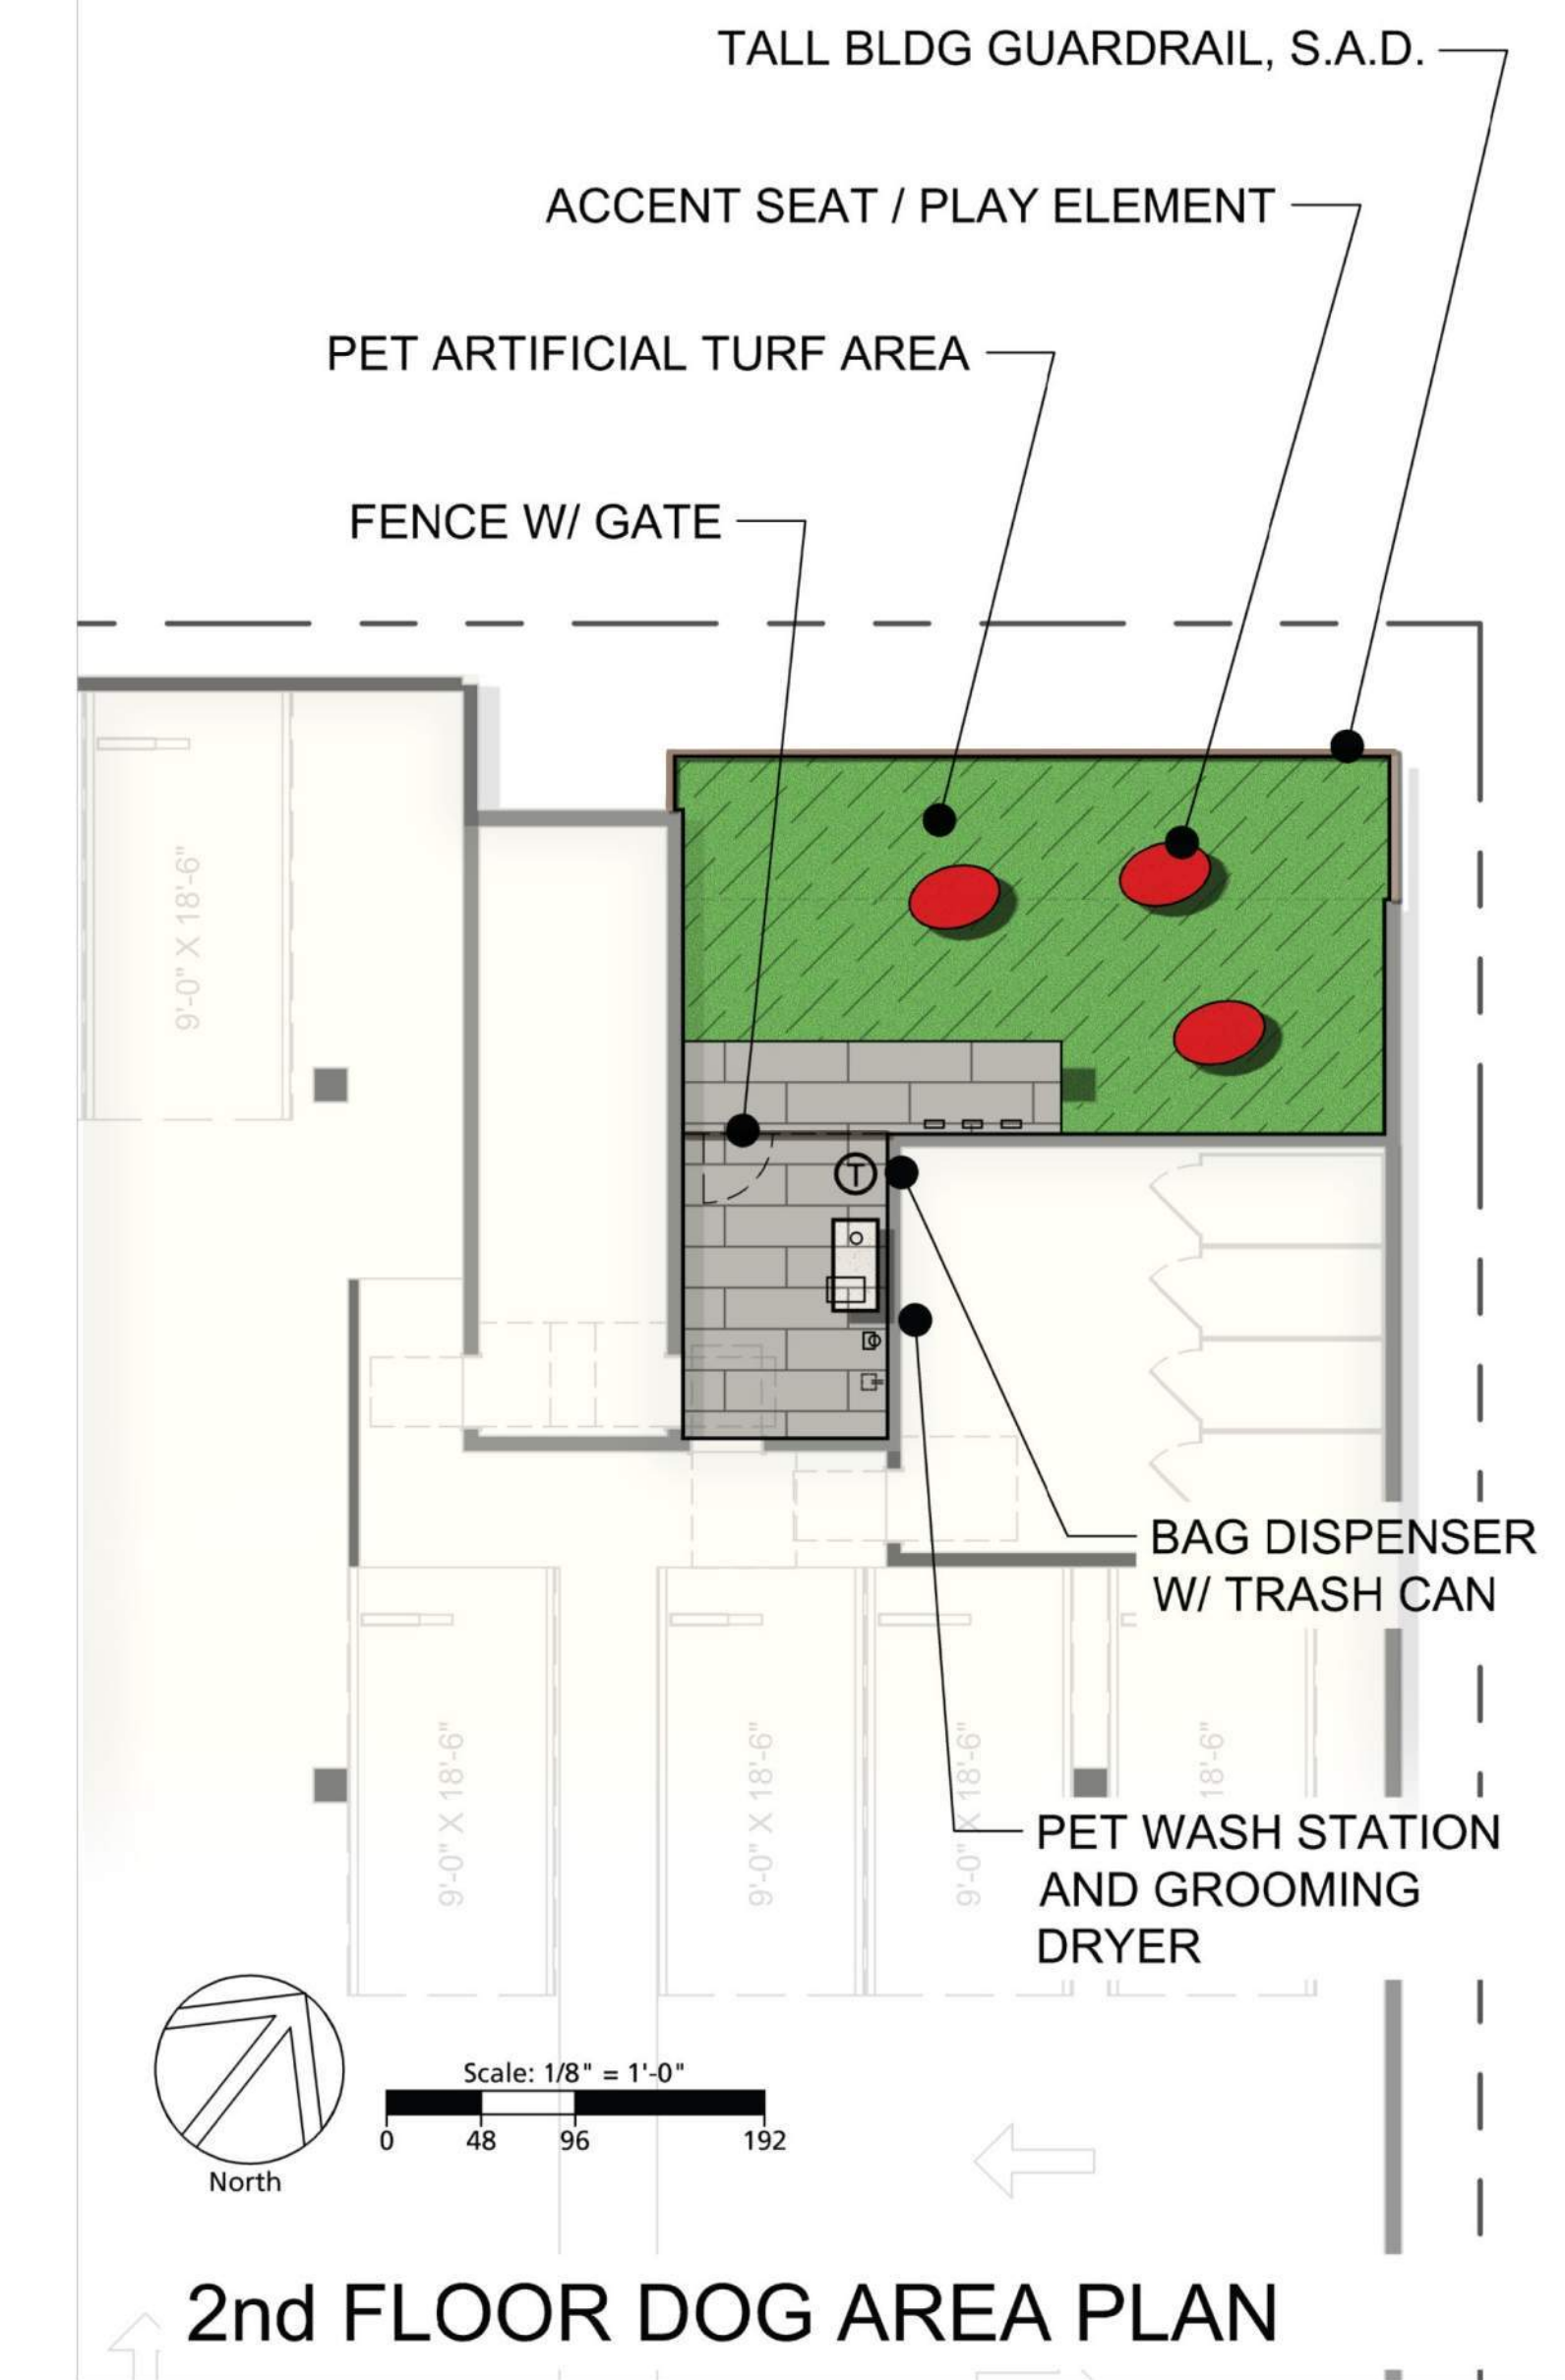 TALL BLDG GUARDRAIL, S.A.D.
ACCENT SEAT / PLAY ELEMENT
PET ARTIFICIAL TURF AREA
FENCE W/ GATE
9'-0" X 18'-6"
T
BAG DISPENSER
W/ TRASH CAN
9'-0" X 18'-6"
9'-0" X 18'-6"
9'-0" X 18'-6"
18'-6"
PET WASH STATION
AND GROOMING
DRYER
North
Scale: 1/8" = 1'-0"
0 48 96 192
2nd FLOOR DOG AREA PLAN